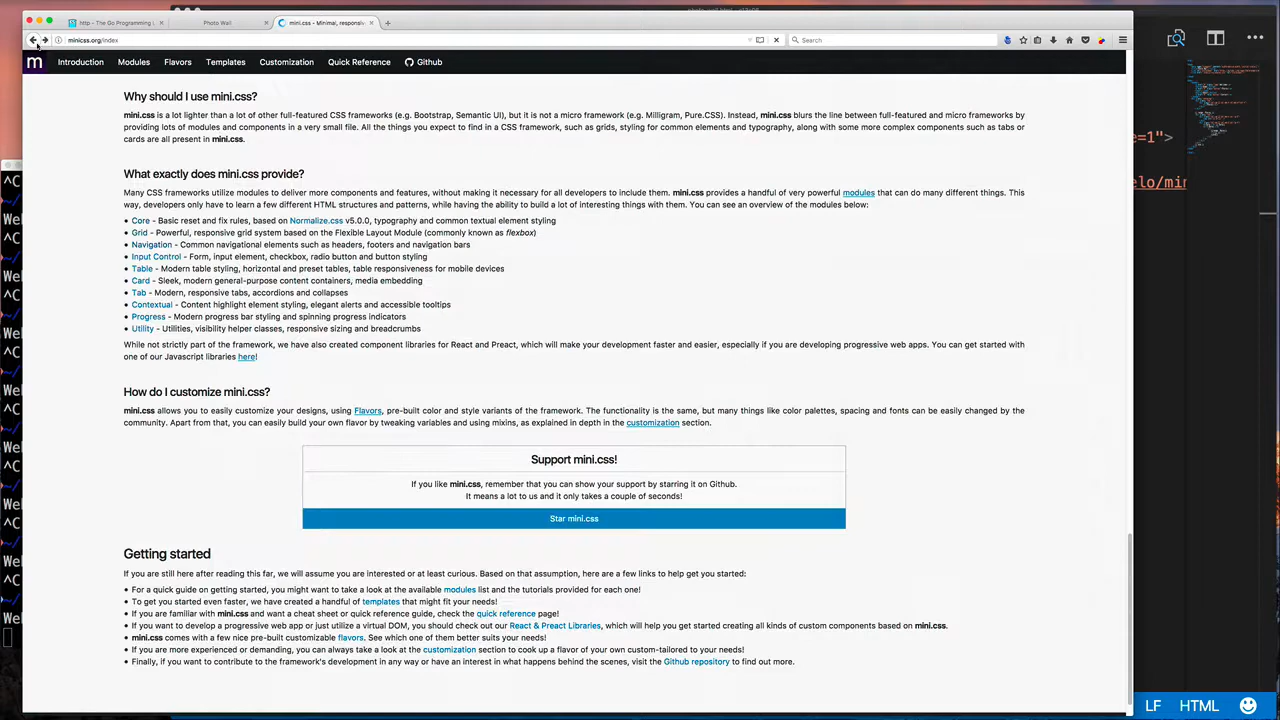 http - The Go Programming L
Photo Wall
mini.css - Minimal, responsiv
minicss.org/index
Search
m Introduction Modules Flavors Templates Customization Quick Reference Github
Why should I use mini.css?
mini.css is a lot lighter than a lot of other full-featured CSS frameworks (e.g. Bootstrap, Semantic UI), but it is not a micro framework (e.g. Milligram, Pure.CSS). Instead, mini.css blurs the line between full-featured and micro frameworks by
providing lots of modules and components in a very small file. All the things you expect to find in a CSS framework, such as grids, styling for common elements and typography, along with some more complex components such as tabs or
cards are all present in mini.css.
What exactly does mini.css provide?
Many CSS frameworks utilize modules to deliver more components and features, without making it necessary for all developers to include them. mini.css provides a handful of very powerful modules that can do many different things. This
way, developers only have to learn a few different HTML structures and patterns, while having the ability to build a lot of interesting things with them. You can see an overview of the modules below:
• Core - Basic reset and fix rules, based on Normalize.css v5.0.0, typography and common textual element styling
• Grid - Powerful, responsive grid system based on the Flexible Layout Module (commonly known as flexbox)
• Navigation - Common navigational elements such as headers, footers and navigation bars
• Input Control - Form, input element, checkbox, radio button and button styling
• Table - Modern table styling, horizontal and preset tables, table responsiveness for mobile devices
• Card - Sleek, modern general-purpose content containers, media embedding
• Tab - Modern, responsive tabs, accordions and collapses
• Contextual - Content highlight element styling, elegant alerts and accessible tooltips
• Progress - Modern progress bar styling and spinning progress indicators
• Utility - Utilities, visibility helper classes, responsive sizing and breadcrumbs
While not strictly part of the framework, we have also created component libraries for React and Preact, which will make your development faster and easier, especially if you are developing progressive web apps. You can get started with
one of our Javascript libraries here!
How do I customize mini.css?
mini.css allows you to easily customize your designs, using Flavors, pre-built color and style variants of the framework. The functionality is the same, but many things like color palettes, spacing and fonts can be easily changed by the
community. Apart from that, you can easily build your own flavor by tweaking variables and using mixins, as explained in depth in the customization section.
Support mini.css!
If you like mini.css, remember that you can show your support by starring it on Github.
It means a lot to us and it only takes a couple of seconds!
Star mini.css
Getting started
If you are still here after reading this far, we will assume you are interested or at least curious. Based on that assumption, here are a few links to help get you started:
• For a quick guide on getting started, you might want to take a look at the available modules list and the tutorials provided for each one!
• To get you started even faster, we have created a handful of templates that might fit your needs!
• If you are familiar with mini.css and want a cheat sheet or quick reference guide, check the quick reference page!
• If you want to develop a progressive web app or just utilize a virtual DOM, you should check out our React & Preact Libraries, which will help you get started creating all kinds of custom components based on mini.css.
• mini.css comes with a few nice pre-built customizable flavors. See which one of them better suits your needs!
• If you are more experienced or demanding, you can always take a look at the customization section to cook up a flavor of your own custom-tailored to your needs!
• Finally, if you want to contribute to the framework's development in any way or have an interest in what happens behind the scenes, visit the Github repository to find out more.
e=1">
elo/min
^C
Wel
^C
Wel
^C
Wel
^C
Wel
^C
Wel
LF HTML